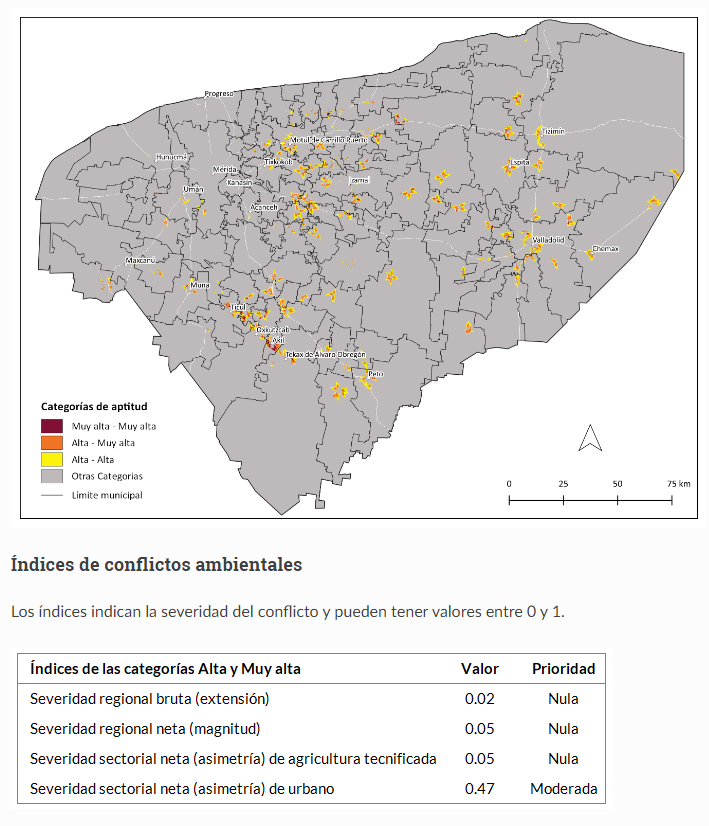 Progreso
Tizimín
Motul de Carrillo Puerto
Hunucmá
Tixkokob
Espita
Mérida
Kanasín
Izamal
Umán
Acanceh
Valladolid
Chemax
Maxcanú
Muna
Ticul
Oxkutzcab
Akil
Tekax de Álvaro Obregón
Peto
Categorías de aptitud
Muy alta - Muy alta
Alta - Muy alta
Alta - Alta
Otras Categorias
Límite municipal
0 25 50 75 km
Índices de conflictos ambientales
Los índices indican la severidad del conflicto y pueden tener valores entre 0 y 1.
Índices de las categorías Alta y Muy alta Valor Prioridad
Severidad regional bruta (extensión) 0.02 Nula
Severidad regional neta (magnitud) 0.05 Nula
Severidad sectorial neta (asimetría) de agricultura tecnificada 0.05 Nula
Severidad sectorial neta (asimetría) de urbano 0.47 Moderada